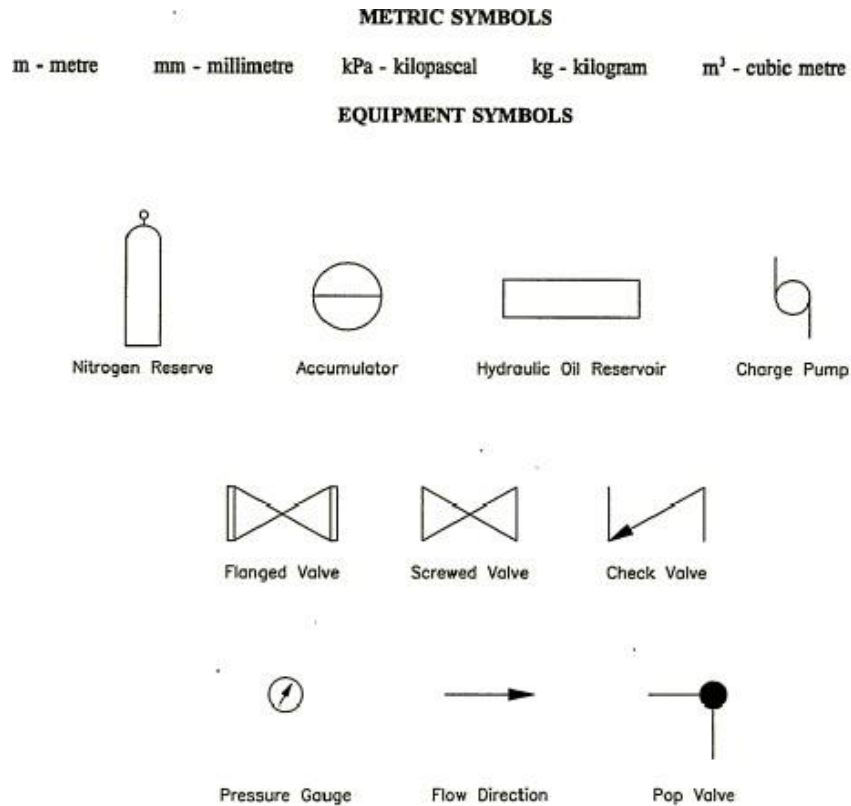 METRIC SYMBOLS
m - metre mm - millimetre kPa - kilopascal kg - kilogram m³ - cubic metre
EQUIPMENT SYMBOLS
Nitrogen Reserve Accumulator Hydraulic Oil Reservoir Charge Pump
Flanged Valve Screwed Valve Check Valve
Pressure Gauge Flow Direction Pop Valve